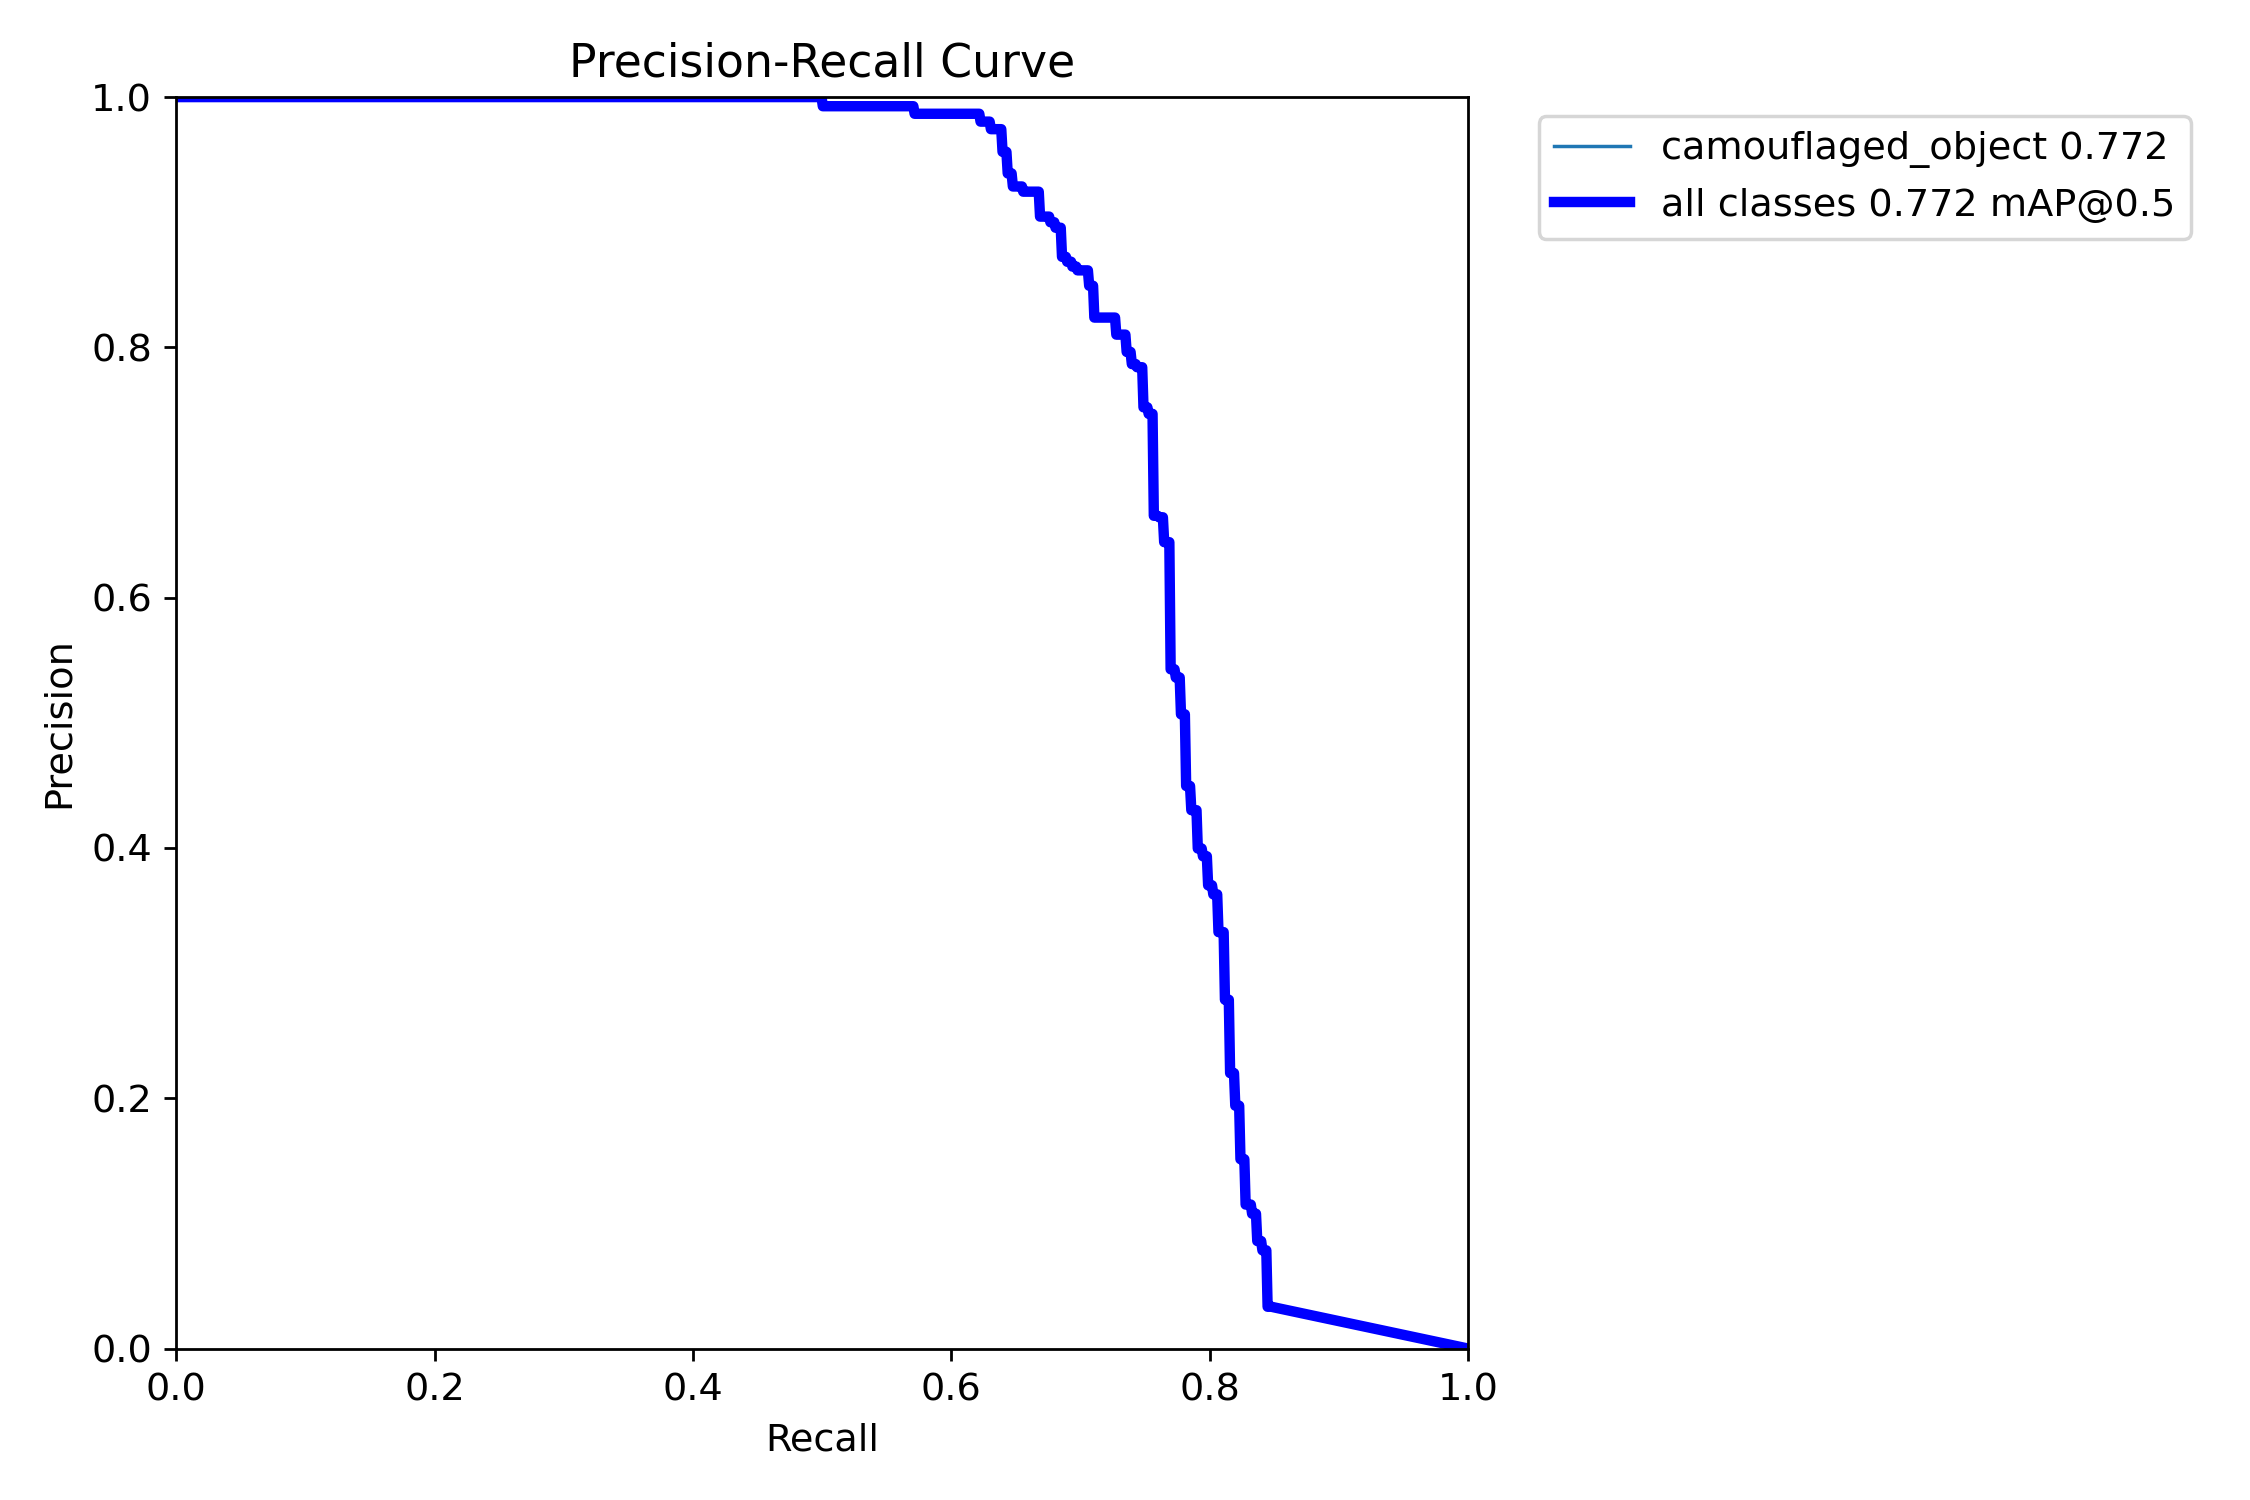 Precision-Recall Curve
1.0
0.8
0.6
0.4
0.2
0.0
Precision
0.0 0.2 0.4 0.6 0.8 1.0
Recall
camouflaged_object 0.772
all classes 0.772 mAP@0.5